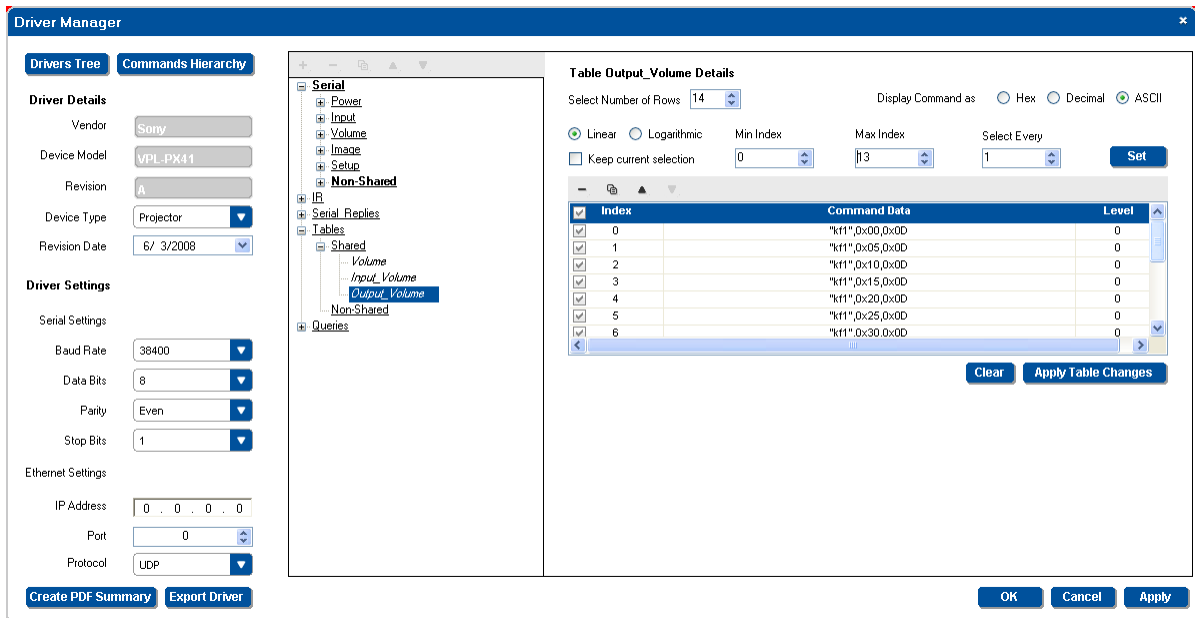 Driver Manager
Drivers Tree
Commands Hierarchy
Driver Details
Vendor
Sony
Device Model
VPL-PX41
Revision
A
Device Type
Projector
Revision Date
6/ 3/2008
Driver Settings
Serial Settings
Baud Rate
38400
Data Bits
8
Parity
Even
Stop Bits
1
Ethernet Settings
IP Address
0 . 0 . 0 . 0
Port
0
Protocol
UDP
Create PDF Summary
Export Driver
Serial
Power
Input
Volume
Image
Setup
Non-Shared
IR
Serial Replies
Tables
Shared
Volume
Input_Volume
Output_Volume
Non-Shared
Queries
Table Output_Volume Details
Select Number of Rows 14
Display Command as Hex Decimal ASCII
Linear Logarithmic
Min Index
Max Index
Select Every
Keep current selection
0
13
1
Set
Index Command Data Level
0 "kf1",0x00,0x0D 0
1 "kf1",0x05,0x0D 0
2 "kf1",0x10,0x0D 0
3 "kf1",0x15,0x0D 0
4 "kf1",0x20,0x0D 0
5 "kf1",0x25,0x0D 0
6 "kf1",0x30,0x0D 0
Clear
Apply Table Changes
OK
Cancel
Apply